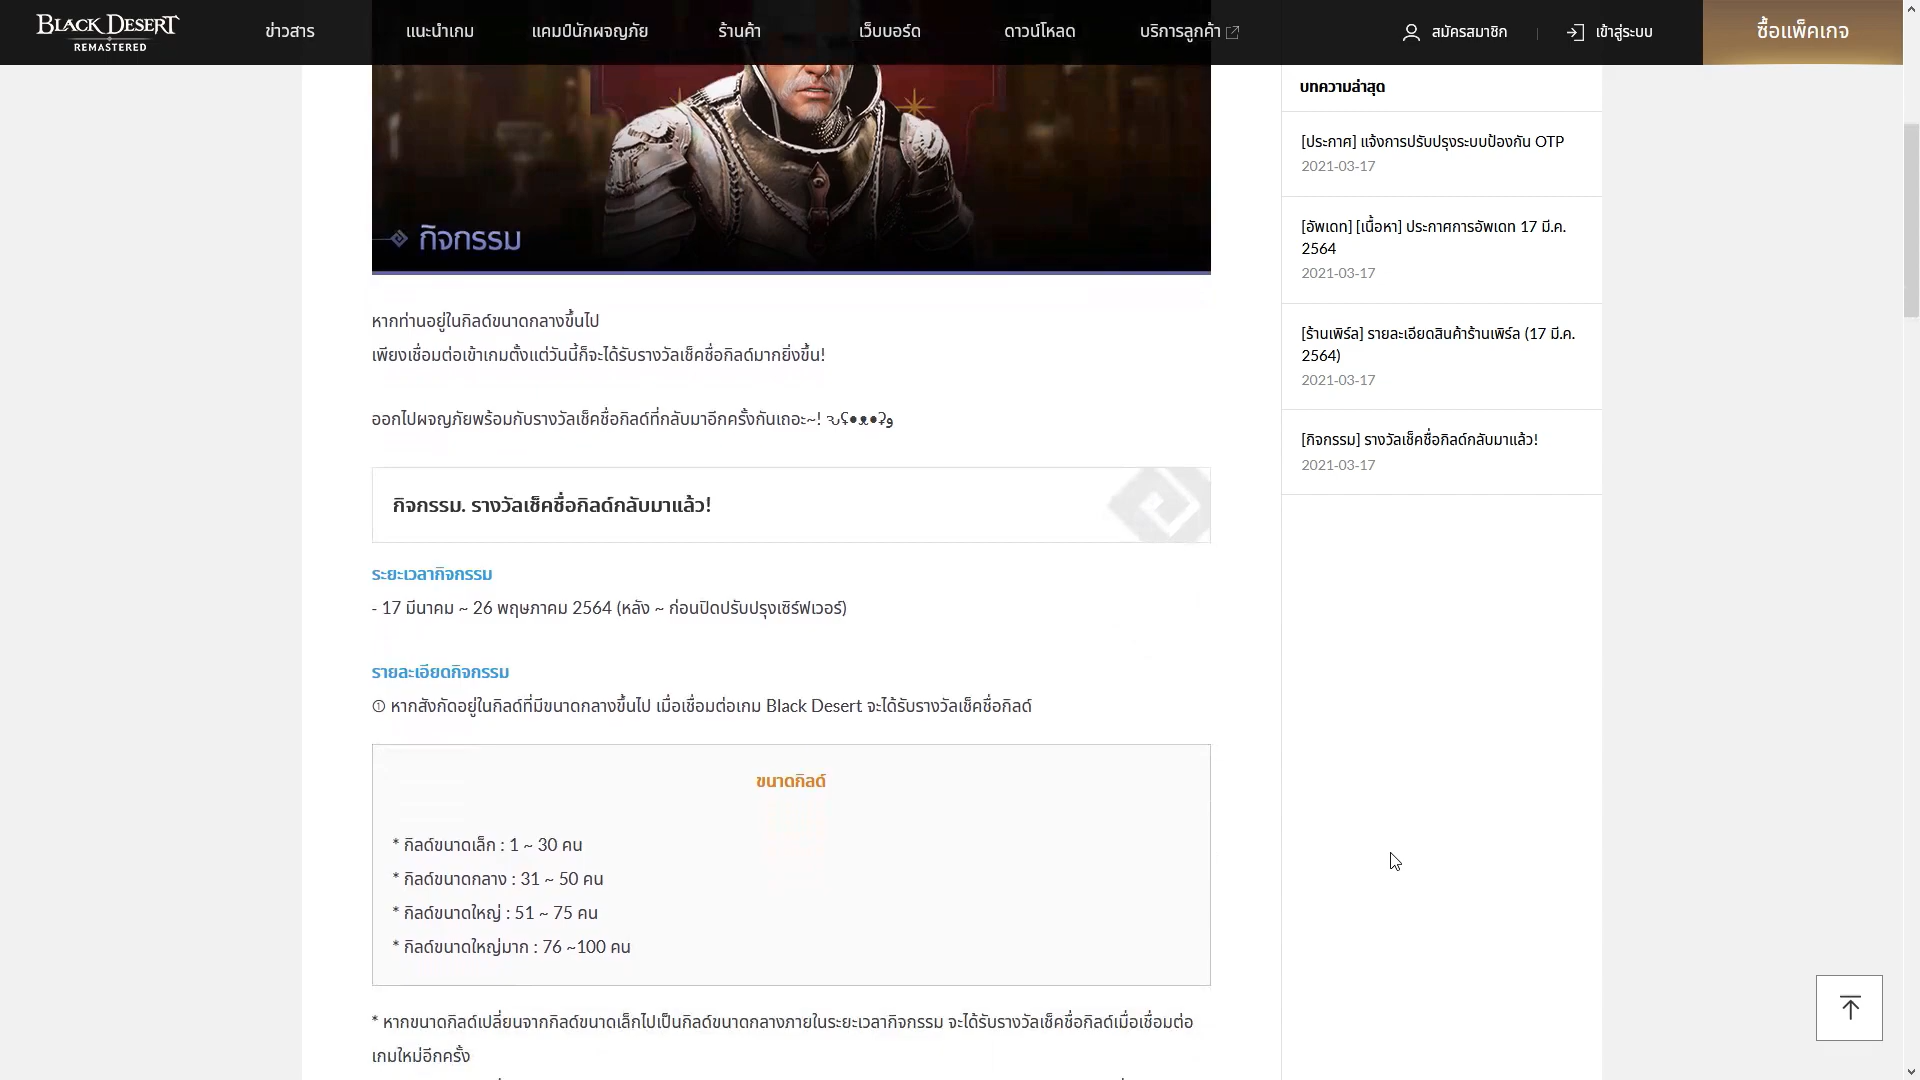 BLACK DESERT
REMASTERED
ข่าวสาร
แนะนำเกม
แคมป์นักผจญภัย
ร้านค้า
เว็บบอร์ด
ดาวน์โหลด
บริการลูกค้า
สมัครสมาชิก
เข้าสู่ระบบ
ซื้อแพ็คเกจ
กิจกรรม
หากท่านอยู่ในกิลด์ขนาดกลางขึ้นไป
เพียงเชื่อมต่อเข้าเกมตั้งแต่วันนี้ก็จะได้รับรางวัลเช็คชื่อกิลด์มากยิ่งขึ้น!
ออกไปผจญภัยพร้อมกับรางวัลเช็คชื่อกิลด์ที่กลับมาอีกครั้งกันเถอะ~! ԅʕ•ᴥ•ʔو
กิจกรรม. รางวัลเช็คชื่อกิลด์กลับมาแล้ว!
ระยะเวลากิจกรรม
- 17 มีนาคม ~ 26 พฤษภาคม 2564 (หลัง ~ ก่อนปิดปรับปรุงเซิร์ฟเวอร์)
รายละเอียดกิจกรรม
① หากสังกัดอยู่ในกิลด์ที่มีขนาดกลางขึ้นไป เมื่อเชื่อมต่อเกม Black Desert จะได้รับรางวัลเช็คชื่อกิลด์
ขนาดกิลด์
* กิลด์ขนาดเล็ก : 1 ~ 30 คน
* กิลด์ขนาดกลาง : 31 ~ 50 คน
* กิลด์ขนาดใหญ่ : 51 ~ 75 คน
* กิลด์ขนาดใหญ่มาก : 76 ~100 คน
* หากขนาดกิลด์เปลี่ยนจากกิลด์ขนาดเล็กไปเป็นกิลด์ขนาดกลางภายในระยะเวลากิจกรรม จะได้รับรางวัลเช็คชื่อกิลด์เมื่อเชื่อมต่อ
เกมใหม่อีกครั้ง
บทความล่าสุด
[ประกาศ] แจ้งการปรับปรุงระบบป้องกัน OTP
2021-03-17
[อัพเดท] [เนื้อหา] ประกาศการอัพเดท 17 มี.ค.
2564
2021-03-17
[ร้านเพิร์ล] รายละเอียดสินค้าร้านเพิร์ล (17 มี.ค.
2564)
2021-03-17
[กิจกรรม] รางวัลเช็คชื่อกิลด์กลับมาแล้ว!
2021-03-17